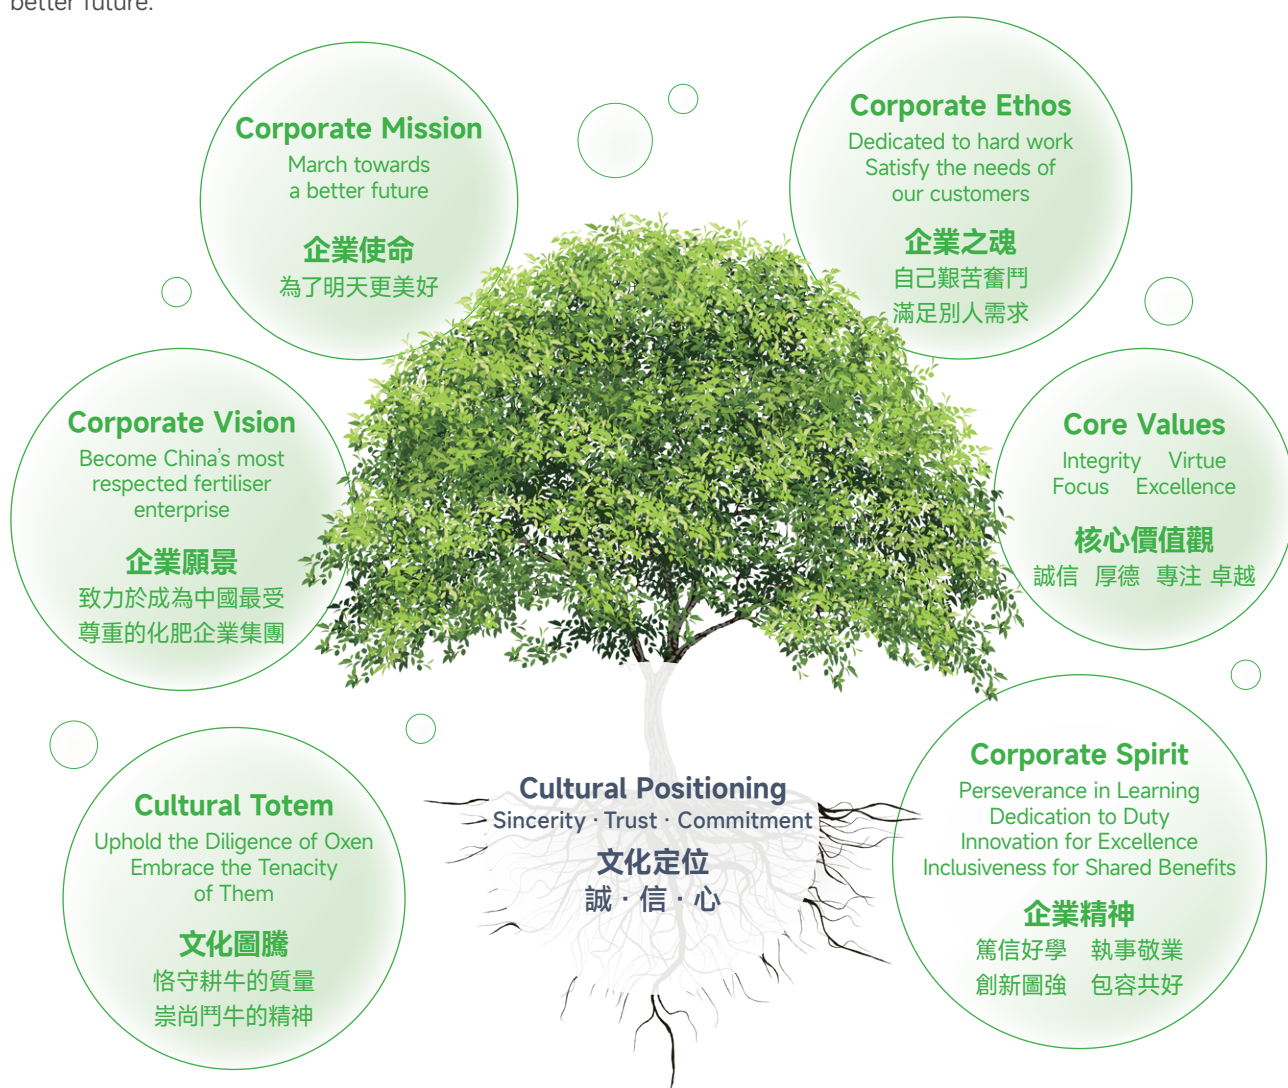 better future.
Corporate Mission
March towards
a better future
企業使命
為了明天更美好
Corporate Ethos
Dedicated to hard work
Satisfy the needs of
our customers
企業之魂
自己艱苦奮鬥
滿足別人需求
Corporate Vision
Become China's most
respected fertiliser
enterprise
企業願景
致力於成為中國最受
尊重的化肥企業集團
Core Values
Integrity Virtue
Focus Excellence
核心價值觀
誠信 厚德 專注 卓越
Cultural Totem
Uphold the Diligence of Oxen
Embrace the Tenacity
of Them
文化圖騰
恪守耕牛的質量
崇尚鬥牛的精神
Cultural Positioning
Sincerity · Trust · Commitment
文化定位
誠 · 信 · 心
Corporate Spirit
Perseverance in Learning
Dedication to Duty
Innovation for Excellence
Inclusiveness for Shared Benefits
企業精神
篤信好學 執事敬業
創新圖強 包容共好